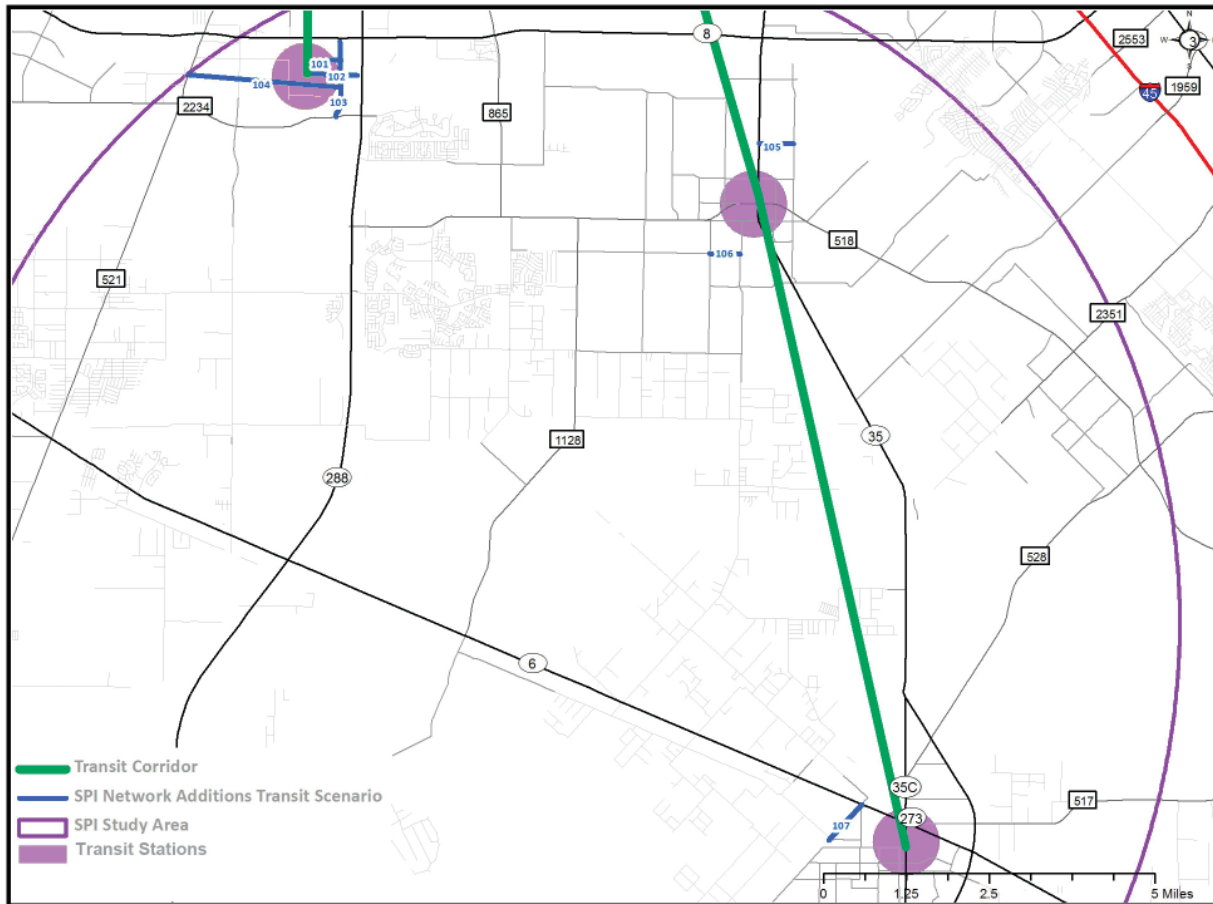 8
2553
N
W
3
S
101
102
104
45
1959
103
2234
865
105
518
106
521
2351
35
1128
288
528
6
Transit Corridor
35C
SPI Network Additions Transit Scenario
517
273
SPI Study Area
107
Transit Stations
0 1.25 2.5 5 Miles